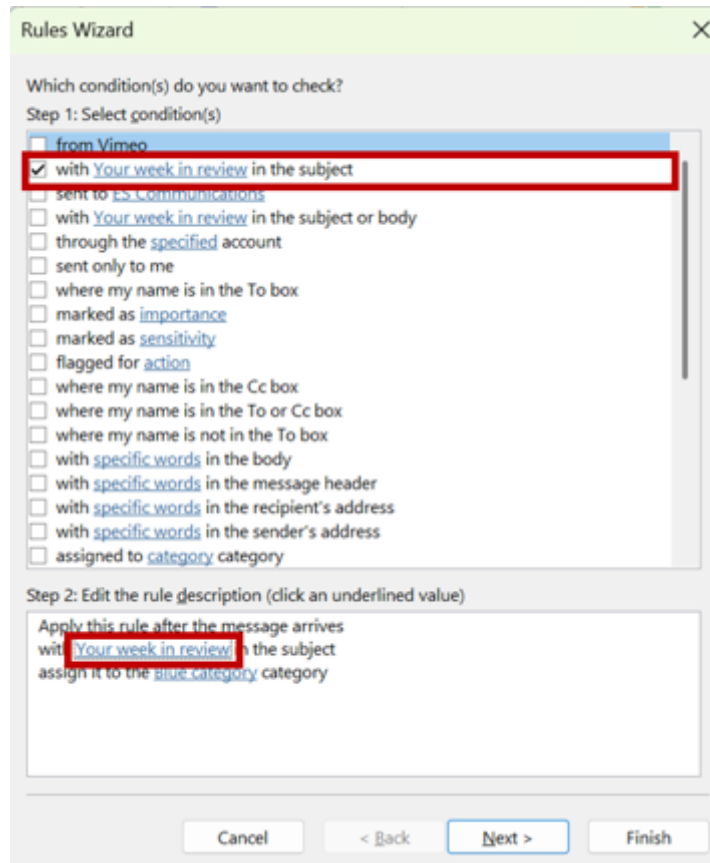 Rules Wizard
Which condition(s) do you want to check?
Step 1: Select condition(s)
from Vimeo
with Your week in review in the subject
sent to ES Communications
with Your week in review in the subject or body
through the specified account
sent only to me
where my name is in the To box
marked as importance
marked as sensitivity
flagged for action
where my name is in the Cc box
where my name is in the To or Cc box
where my name is not in the To box
with specific words in the body
with specific words in the message header
with specific words in the recipient's address
with specific words in the sender's address
assigned to category category
Step 2: Edit the rule description (click an underlined value)
Apply this rule after the message arrives
with Your week in review in the subject
assign it to the Blue category category
Cancel < Back Next > Finish